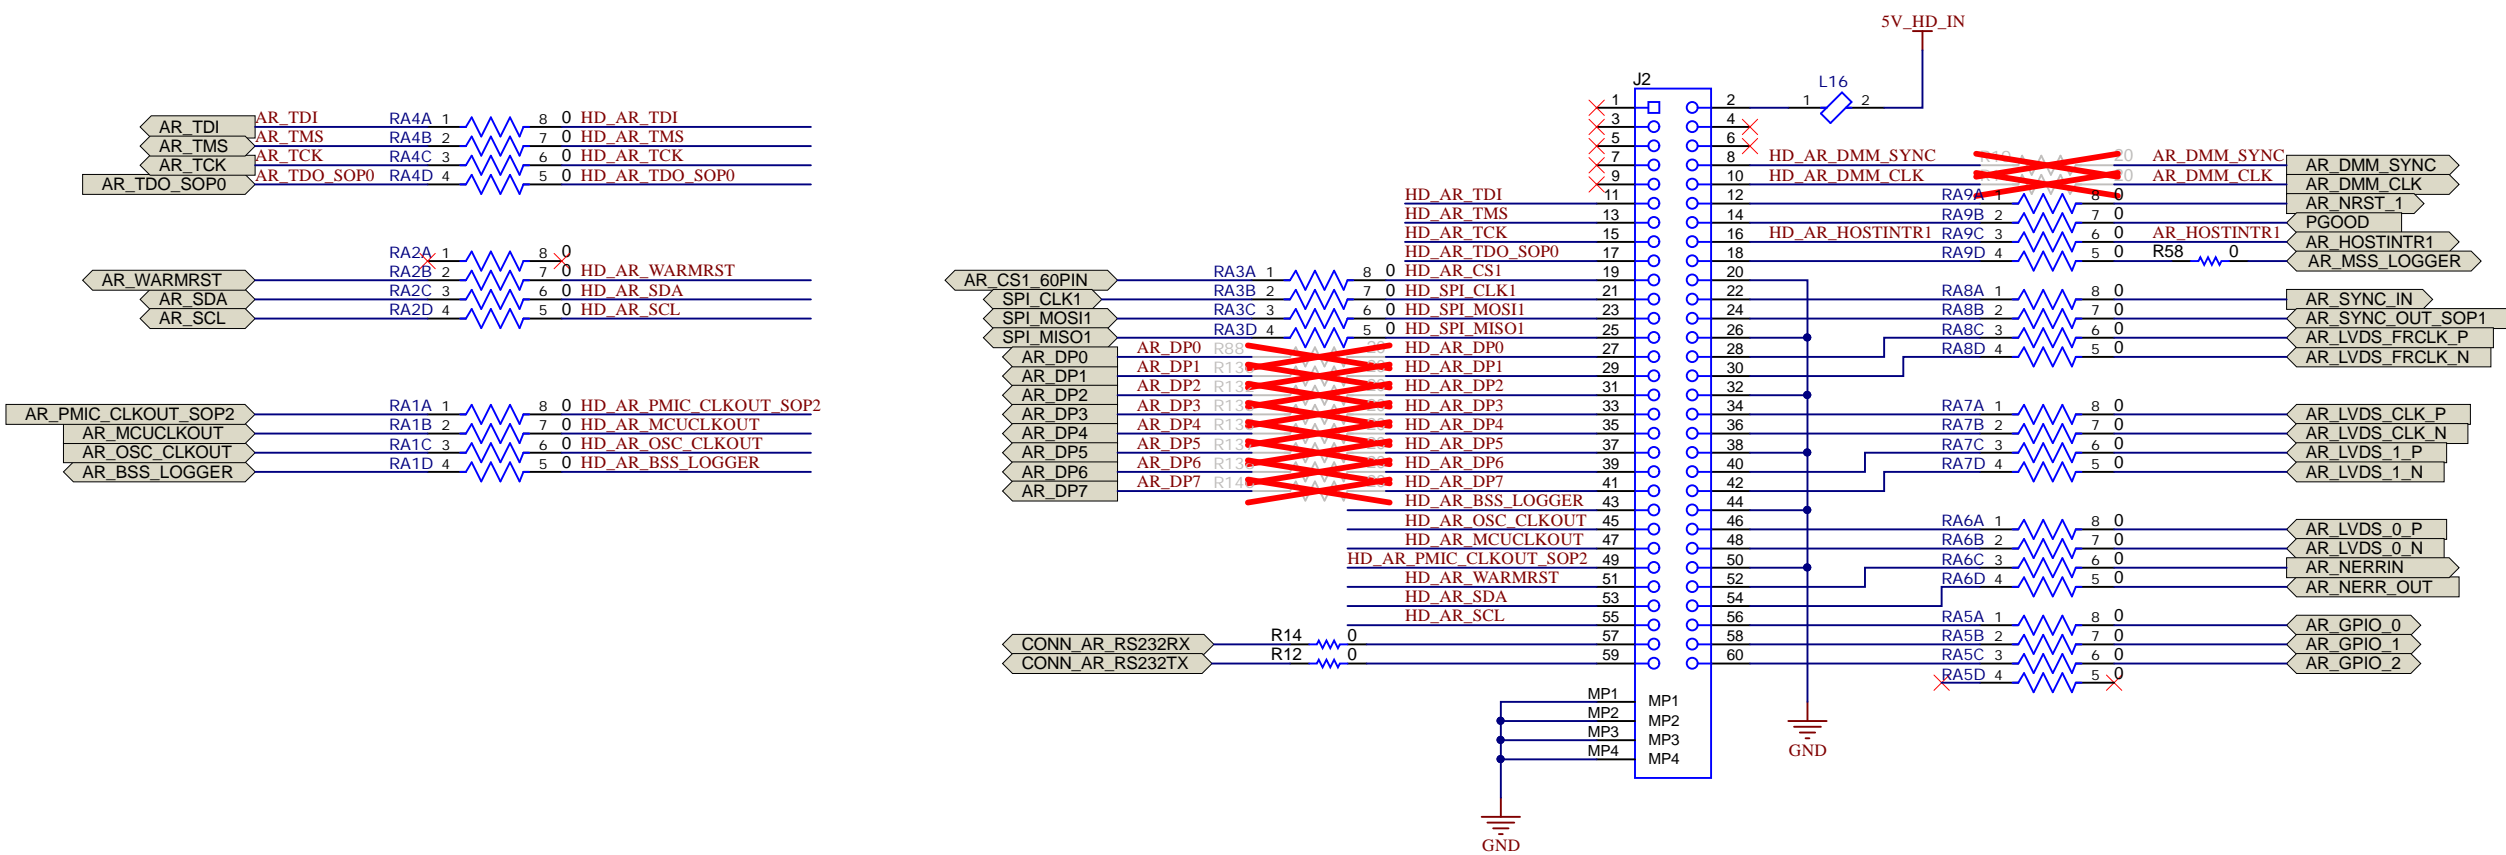 5V_HD_IN
AR_TDI AR_TDI RA4A 1 8 0 HD_AR_TDI
AR_TMS AR_TMS RA4B 2 7 0 HD_AR_TMS
AR_TCK AR_TCK RA4C 3 6 0 HD_AR_TCK
AR_TDO_SOP0 AR_TDO_SOP0 RA4D 4 5 0 HD_AR_TDO_SOP0
RA2A 1 8 0
AR_WARMRST RA2B 2 7 0 HD_AR_WARMRST
AR_SDA RA2C 3 6 0 HD_AR_SDA
AR_SCL RA2D 4 5 0 HD_AR_SCL
AR_PMIC_CLKOUT_SOP2 RA1A 1 8 0 HD_AR_PMIC_CLKOUT_SOP2
AR_MCUCLKOUT RA1B 2 7 0 HD_AR_MCUCLKOUT
AR_OSC_CLKOUT RA1C 3 6 0 HD_AR_OSC_CLKOUT
AR_BSS_LOGGER RA1D 4 5 0 HD_AR_BSS_LOGGER
J2 L16
1 2 1 2
3 4
5 6
7 8 HD_AR_DMM_SYNC 20 AR_DMM_SYNC AR_DMM_SYNC
9 10 HD_AR_DMM_CLK 20 AR_DMM_CLK AR_DMM_CLK
HD_AR_TDI 11 12 RA9A 1 8 0 AR_NRST_1
HD_AR_TMS 13 14 RA9B 2 7 0 PGOOD
HD_AR_TCK 15 16 HD_AR_HOSTINTR1 RA9C 3 6 0 AR_HOSTINTR1 AR_HOSTINTR1
HD_AR_TDO_SOP0 17 18 RA9D 4 5 0 R58 0 AR_MSS_LOGGER
AR_CS1_60PIN RA3A 1 8 0 HD_AR_CS1 19 20
SPI_CLK1 RA3B 2 7 0 HD_SPI_CLK1 21 22 RA8A 1 8 0 AR_SYNC_IN
SPI_MOSI1 RA3C 3 6 0 HD_SPI_MOSI1 23 24 RA8B 2 7 0 AR_SYNC_OUT_SOP1
SPI_MISO1 RA3D 4 5 0 HD_SPI_MISO1 25 26 RA8C 3 6 0 AR_LVDS_FRCLK_P
AR_DP0 AR_DP0 R88 HD_AR_DP0 27 28 RA8D 4 5 0 AR_LVDS_FRCLK_N
AR_DP1 AR_DP1 HD_AR_DP1 29 30
AR_DP2 AR_DP2 HD_AR_DP2 31 32
AR_DP3 AR_DP3 HD_AR_DP3 33 34 RA7A 1 8 0 AR_LVDS_CLK_P
AR_DP4 AR_DP4 HD_AR_DP4 35 36 RA7B 2 7 0 AR_LVDS_CLK_N
AR_DP5 AR_DP5 HD_AR_DP5 37 38 RA7C 3 6 0 AR_LVDS_1_P
AR_DP6 AR_DP6 HD_AR_DP6 39 40 RA7D 4 5 0 AR_LVDS_1_N
AR_DP7 AR_DP7 HD_AR_DP7 41 42
HD_AR_BSS_LOGGER 43 44
HD_AR_OSC_CLKOUT 45 46 RA6A 1 8 0 AR_LVDS_0_P
HD_AR_MCUCLKOUT 47 48 RA6B 2 7 0 AR_LVDS_0_N
HD_AR_PMIC_CLKOUT_SOP2 49 50 RA6C 3 6 0 AR_NERRIN
HD_AR_WARMRST 51 52 RA6D 4 5 0 AR_NERR_OUT
HD_AR_SDA 53 54
HD_AR_SCL 55 56 RA5A 1 8 0 AR_GPIO_0
CONN_AR_RS232RX R14 0 57 58 RA5B 2 7 0 AR_GPIO_1
CONN_AR_RS232TX R12 0 59 60 RA5C 3 6 0 AR_GPIO_2
RA5D 4 5 0
MP1 MP1
MP2 MP2
MP3 MP3
MP4 MP4
GND
GND